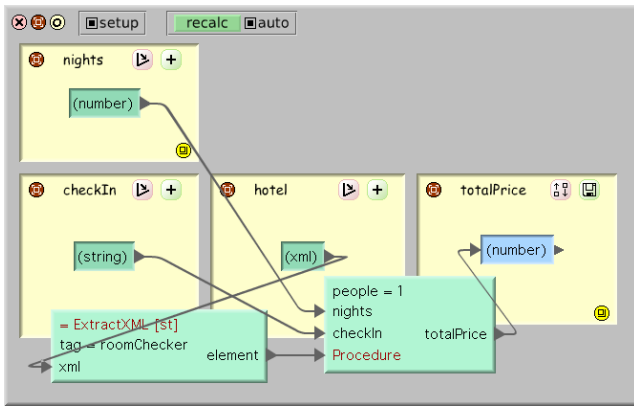 setup recalc auto
nights
(number)
checkIn hotel totalPrice
(string) (xml) (number)
people = 1
nights
= ExtractXML [st] checkIn totalPrice
tag = roomChecker element Procedure
xml